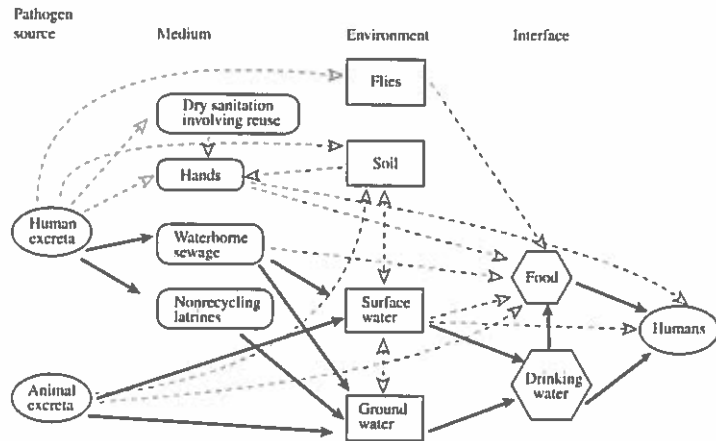 Pathogen
source
Medium
Environment
Interface
Flies
Dry sanitation
involving reuse
Soil
Hands
Human
excreta
Waterborne
sewage
Food
Nonrecycling
latrines
Surface
water
Humans
Animal
excreta
Drinking
water
Ground
water